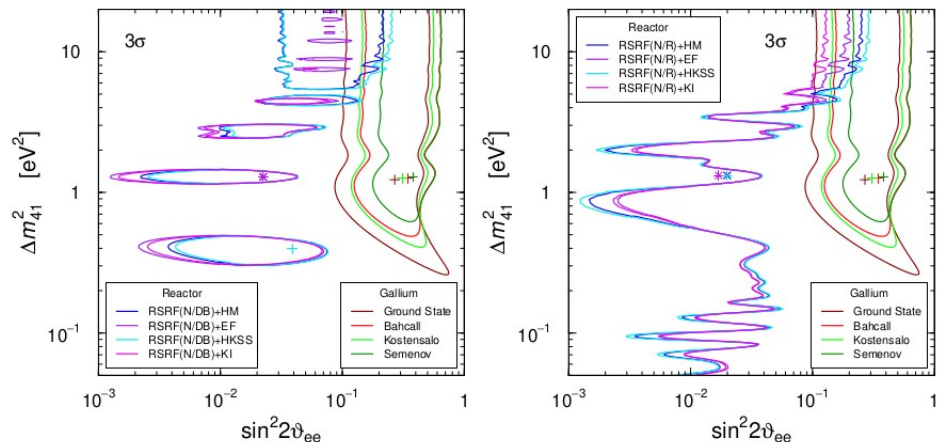 3σ
10
1
10⁻¹
Δm²₄₁ [eV²]
Reactor
RSRF(N/DB)+HM
RSRF(N/DB)+EF
RSRF(N/DB)+HKSS
RSRF(N/DB)+KI
Gallium
Ground State
Bahcall
Kostensalo
Semenov
10⁻³ 10⁻² 10⁻¹ 1
sin²2ϑₑₑ
3σ
Reactor
RSRF(N/R)+HM
RSRF(N/R)+EF
RSRF(N/R)+HKSS
RSRF(N/R)+KI
10
1
10⁻¹
Δm²₄₁ [eV²]
Gallium
Ground State
Bahcall
Kostensalo
Semenov
10⁻³ 10⁻² 10⁻¹ 1
sin²2ϑₑₑ